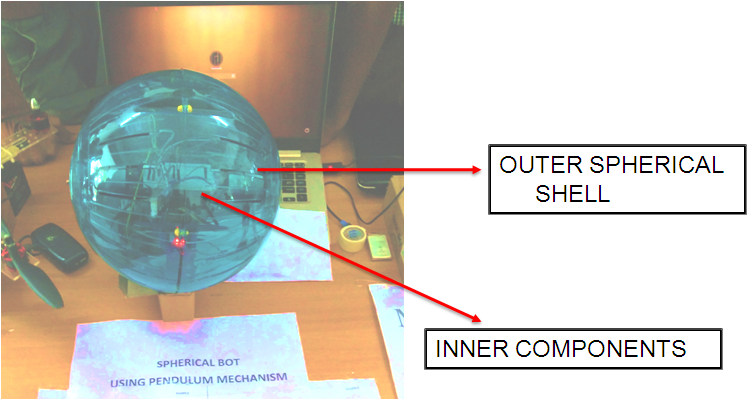 OUTER SPHERICAL
SHELL
INNER COMPONENTS
SPHERICAL BOT
USING PENDULUM MECHANISM